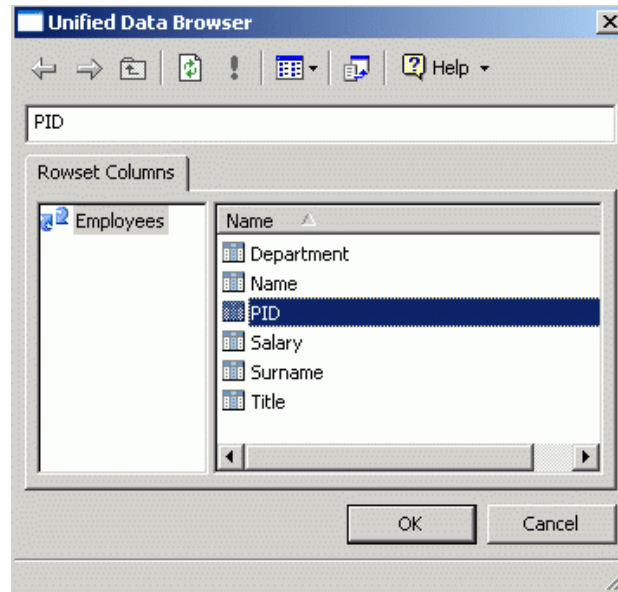 Unified Data Browser
Help
PID
Rowset Columns
Employees
Name
Department
Name
PID
Salary
Surname
Title
OK
Cancel